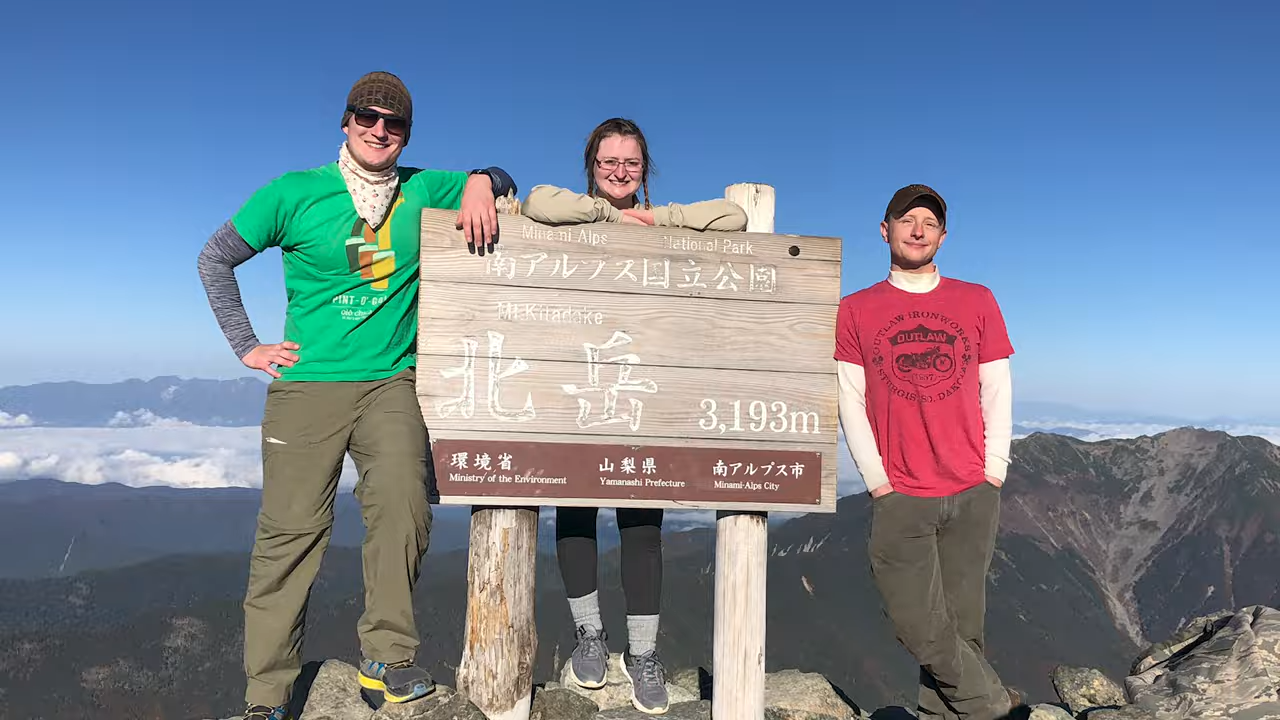 Minami Alps National Park
南アルプス国立公園
Mt.Kitadake
北岳
3,193m
環境省 山梨県 南アルプス市
Ministry of the Environment Yamanashi Prefecture Minami-Alps City
PINT-O'-G
OUTLAW IRONWORKS
OUTLAW
STURGIS, SO. DAKOTA